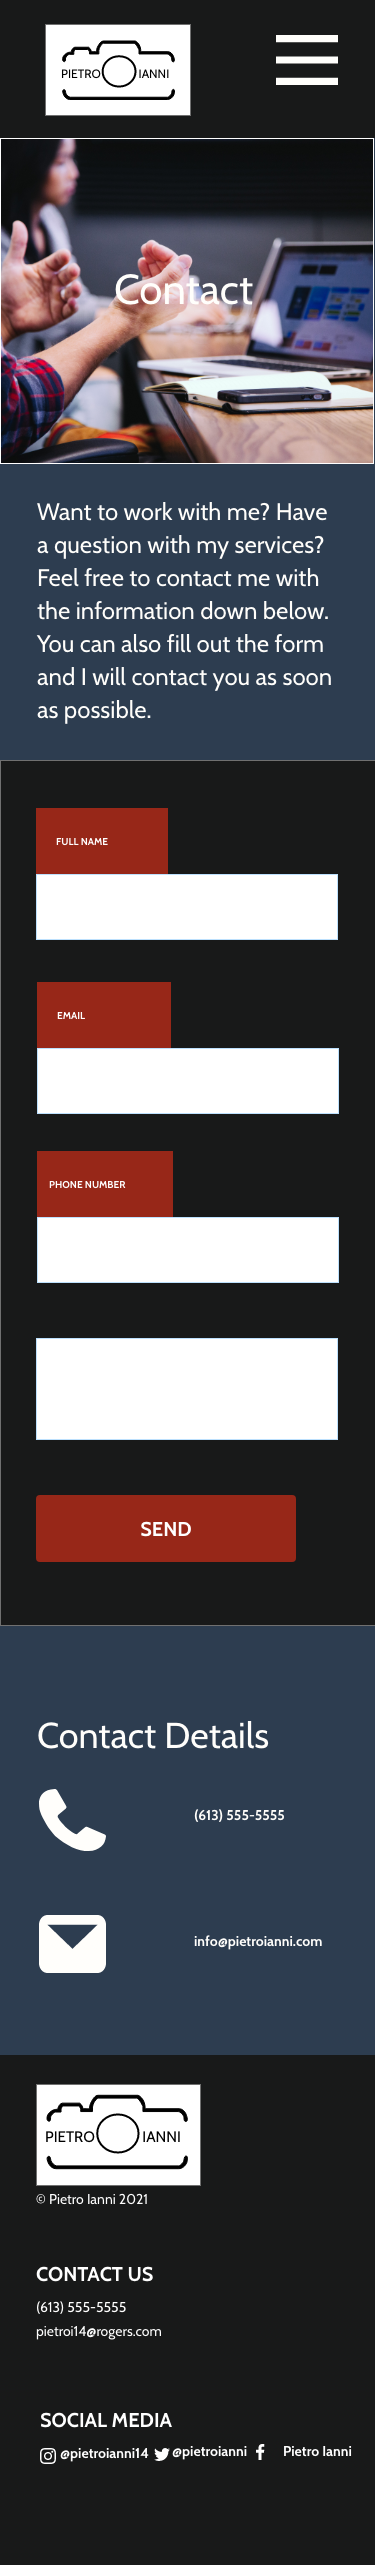 PIETRO IANNI
Contact
Want to work with me? Have
a question with my services?
Feel free to contact me with
the information down below.
You can also fill out the form
and I will contact you as soon
as possible.
FULL NAME
EMAIL
PHONE NUMBER
SEND
Contact Details
(613) 555-5555
info@pietroianni.com
PIETRO IANNI
© Pietro Ianni 2021
CONTACT US
(613) 555-5555
pietroi14@rogers.com
SOCIAL MEDIA
@pietroianni14 @pietroianni Pietro Ianni